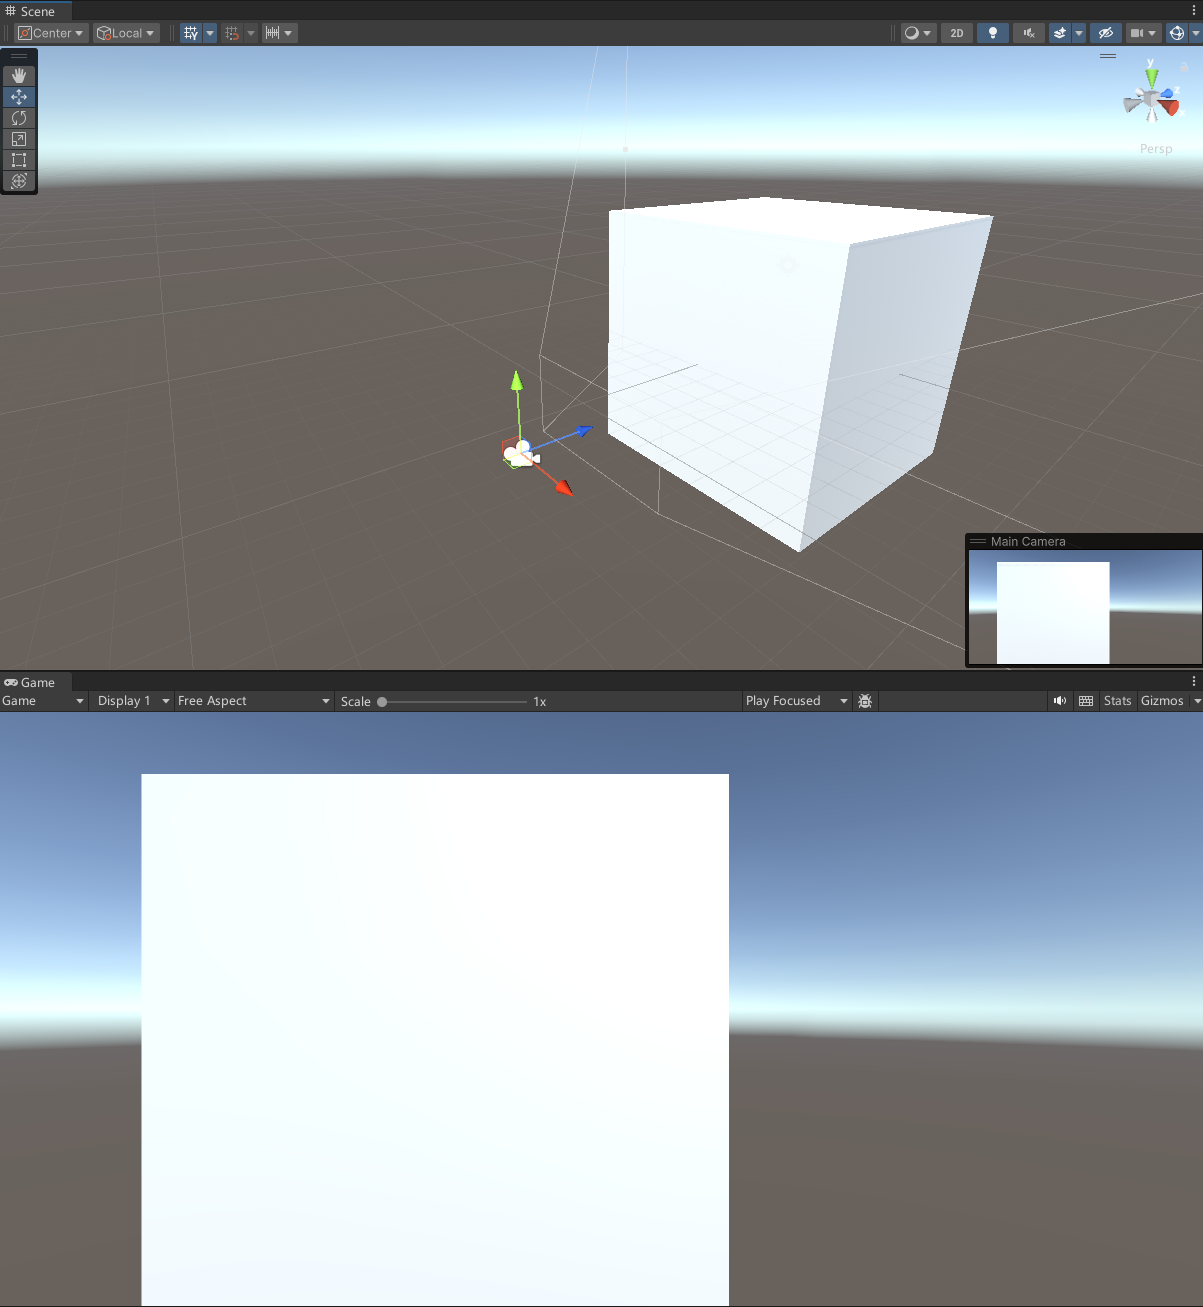 Scene
Center Local 2D
y
z
x
Persp
Main Camera
Game
Game Display 1 Free Aspect Scale 1x Play Focused Stats Gizmos